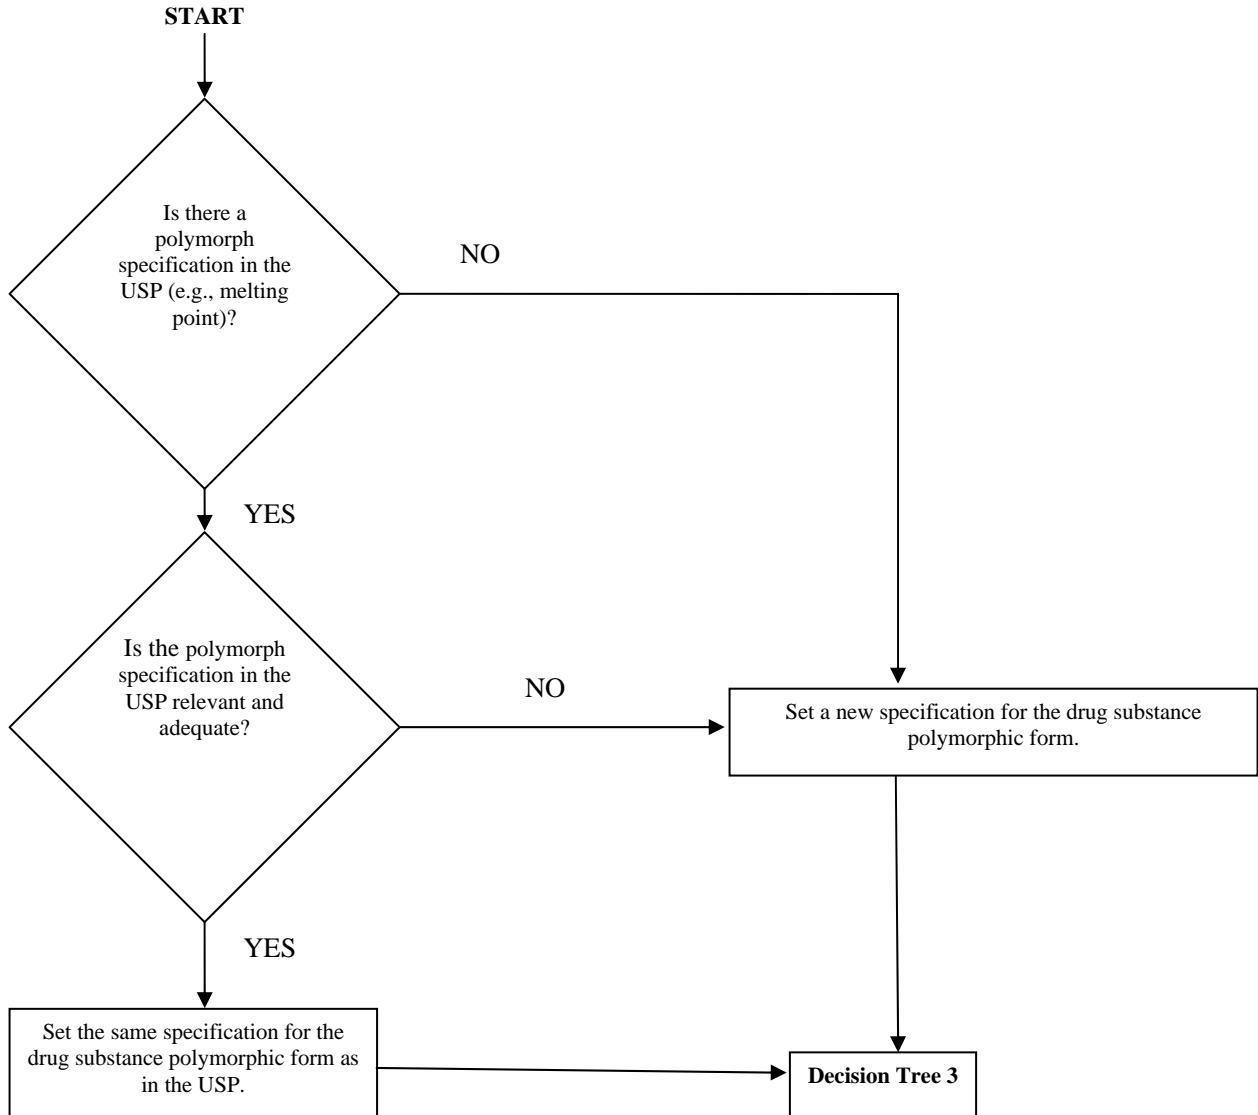 START
Is there a
polymorph
specification in the
USP (e.g., melting
point)?
NO
YES
Is the polymorph
specification in the
USP relevant and
adequate?
NO
Set a new specification for the drug substance
polymorphic form.
YES
Set the same specification for the
drug substance polymorphic form as
in the USP.
Decision Tree 3